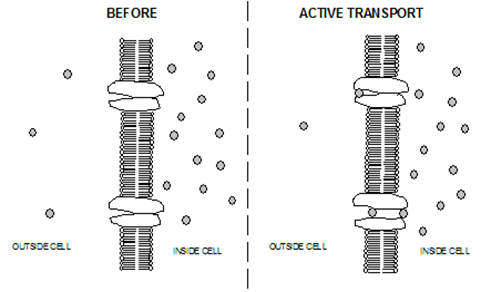 BEFORE
ACTIVE TRANSPORT
OUTSIDE CELL
INSIDE CELL
OUTSIDE CELL
INSIDE CELL